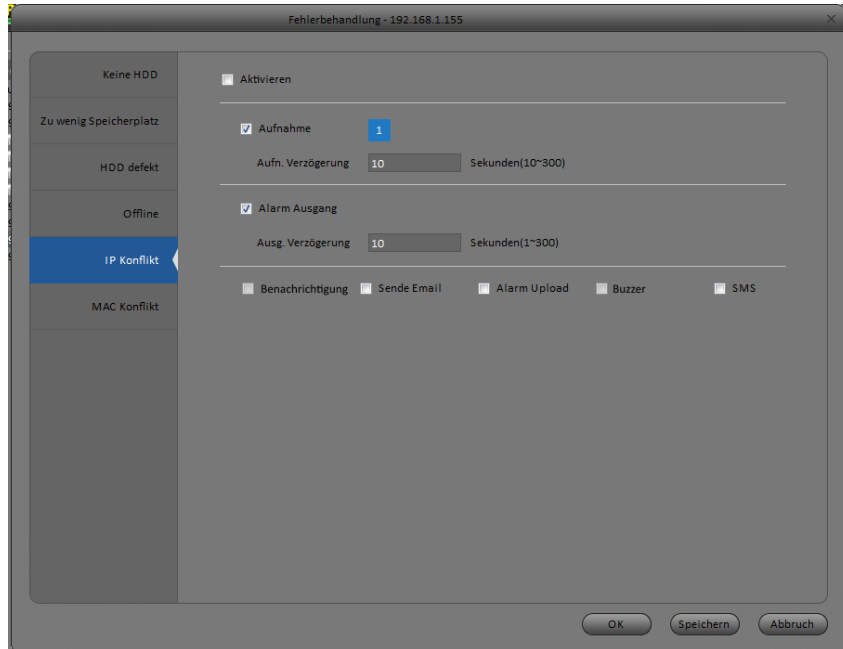 Fehlerbehandlung - 192.168.1.155
Keine HDD
Zu wenig Speicherplatz
HDD defekt
Offline
IP Konflikt
MAC Konflikt
Aktivieren
Aufnahme 1
Aufn. Verzögerung 10 Sekunden(10~300)
Alarm Ausgang
Ausg. Verzögerung 10 Sekunden(1~300)
Benachrichtigung Sende Email Alarm Upload Buzzer SMS
OK Speichern Abbruch